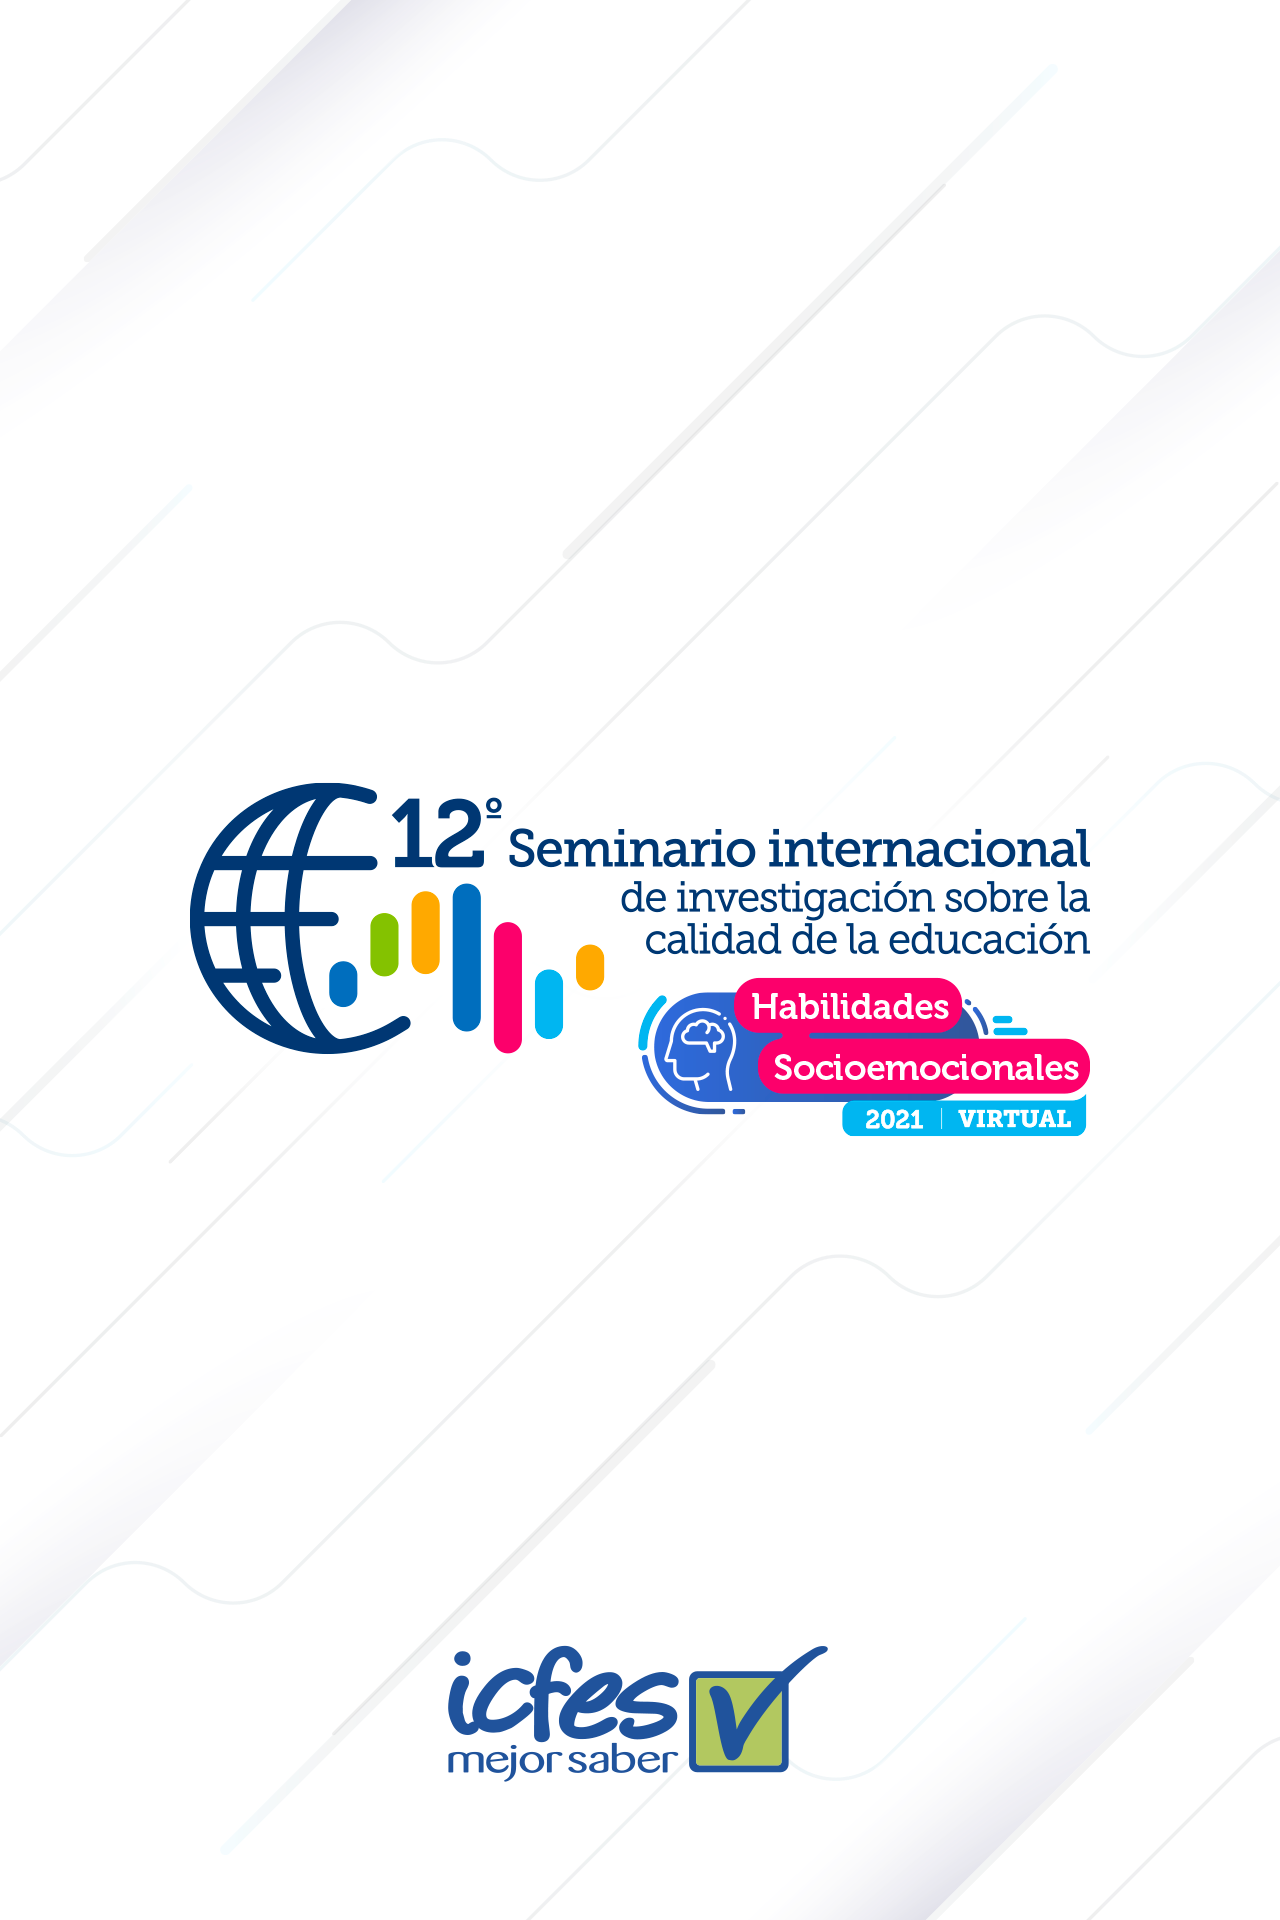 12º Seminario internacional
de investigación sobre la
calidad de la educación
Habilidades
Socioemocionales
2021 | VIRTUAL
icfes
mejor saber